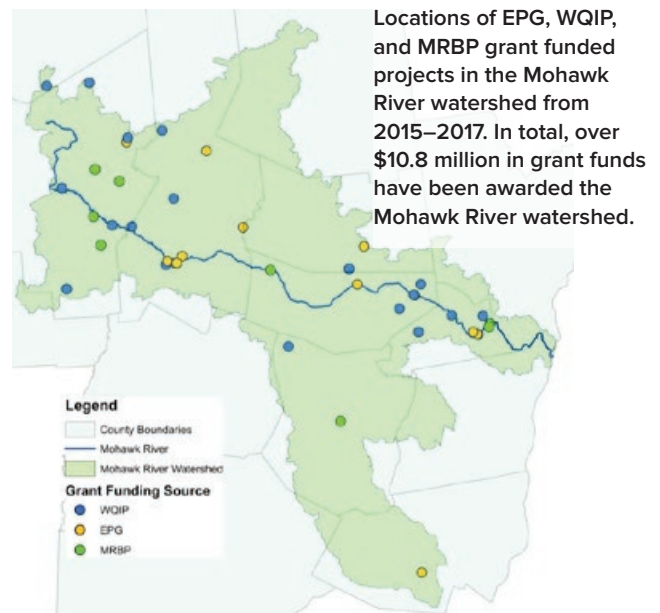 Locations of EPG, WQIP,
and MRBP grant funded
projects in the Mohawk
River watershed from
2015–2017. In total, over
$10.8 million in grant funds
have been awarded the
Mohawk River watershed.
Legend
County Boundaries
Mohawk River
Mohawk River Watershed
Grant Funding Source
WQIP
EPG
MRBP